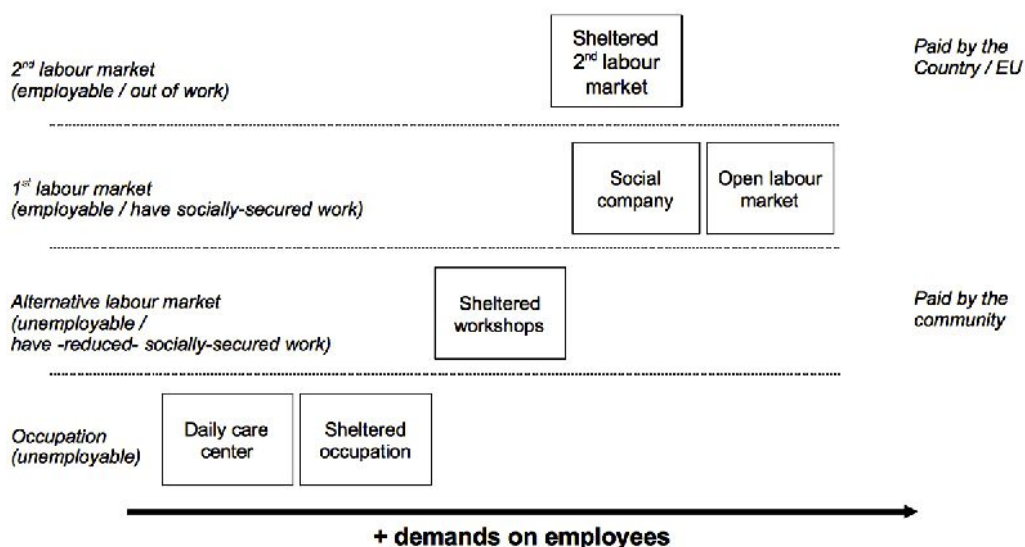 2nd labour market
(employable / out of work)
Sheltered
2nd labour
market
Paid by the
Country / EU
1st labour market
(employable / have socially-secured work)
Social
company
Open labour
market
Alternative labour market
(unemployable /
have -reduced- socially-secured work)
Sheltered
workshops
Paid by the
community
Occupation
(unemployable)
Daily care
center
Sheltered
occupation
+ demands on employees